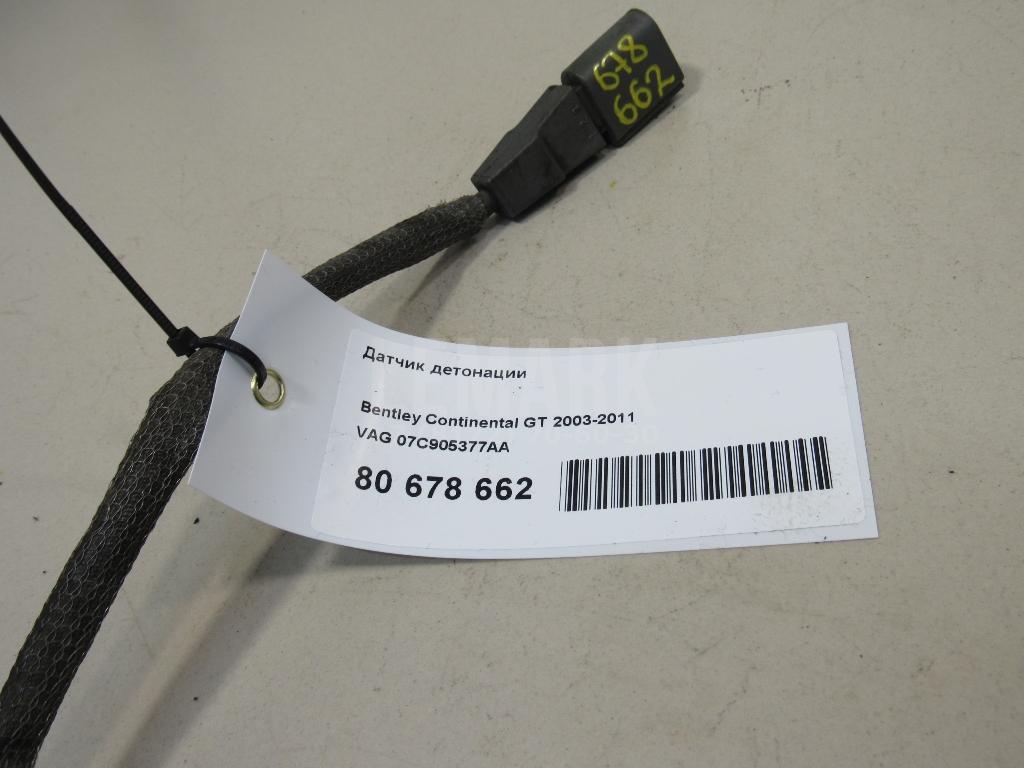 678
662
Датчик детонации
Bentley Continental GT 2003-2011
VAG 07C905377AA
80 678 662